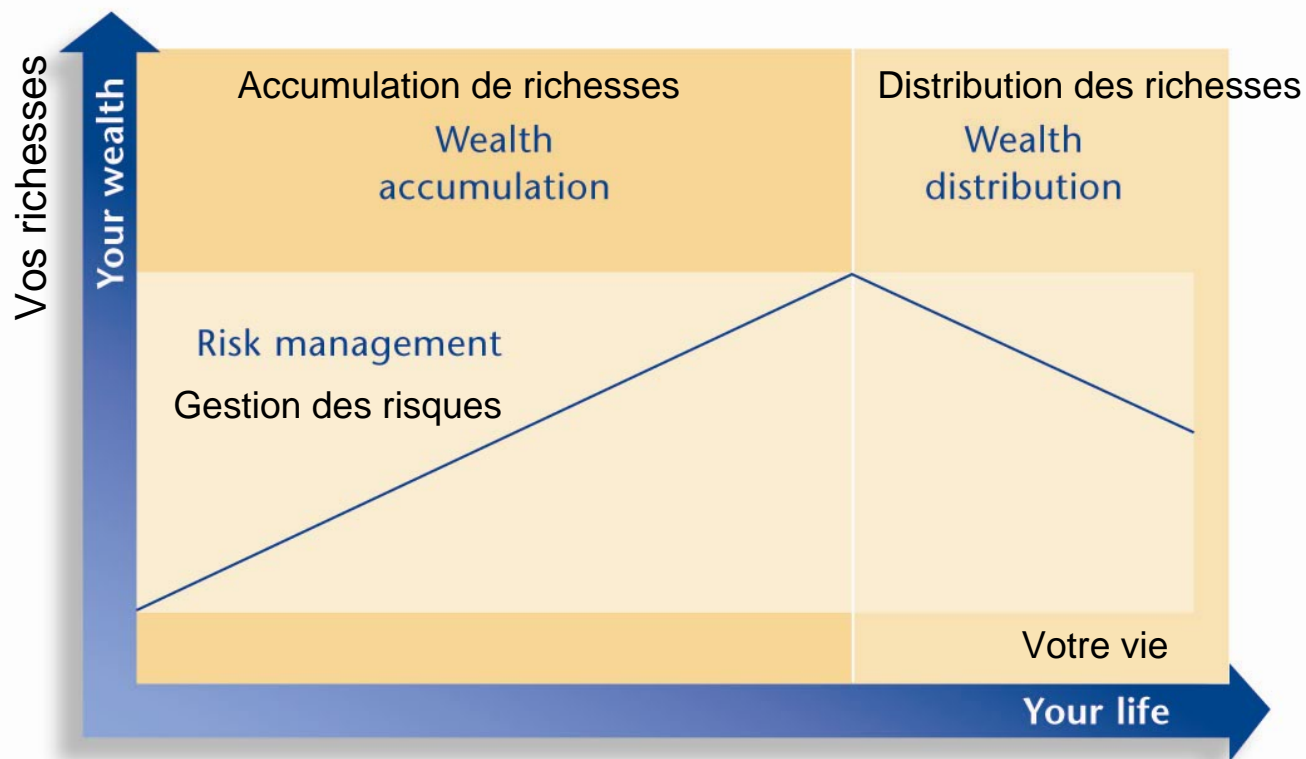 Vos richesses
Your wealth
Accumulation de richesses
Wealth
accumulation
Distribution des richesses
Wealth
distribution
Risk management
Gestion des risques
Votre vie
Your life